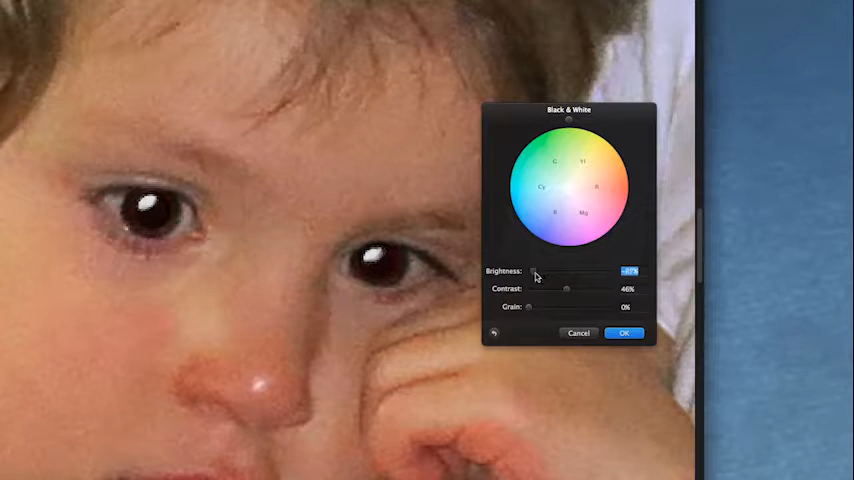 Black & White
G Yl
Cy R
B Mg
Brightness:
Contrast: 46%
Grain: 0%
Cancel OK